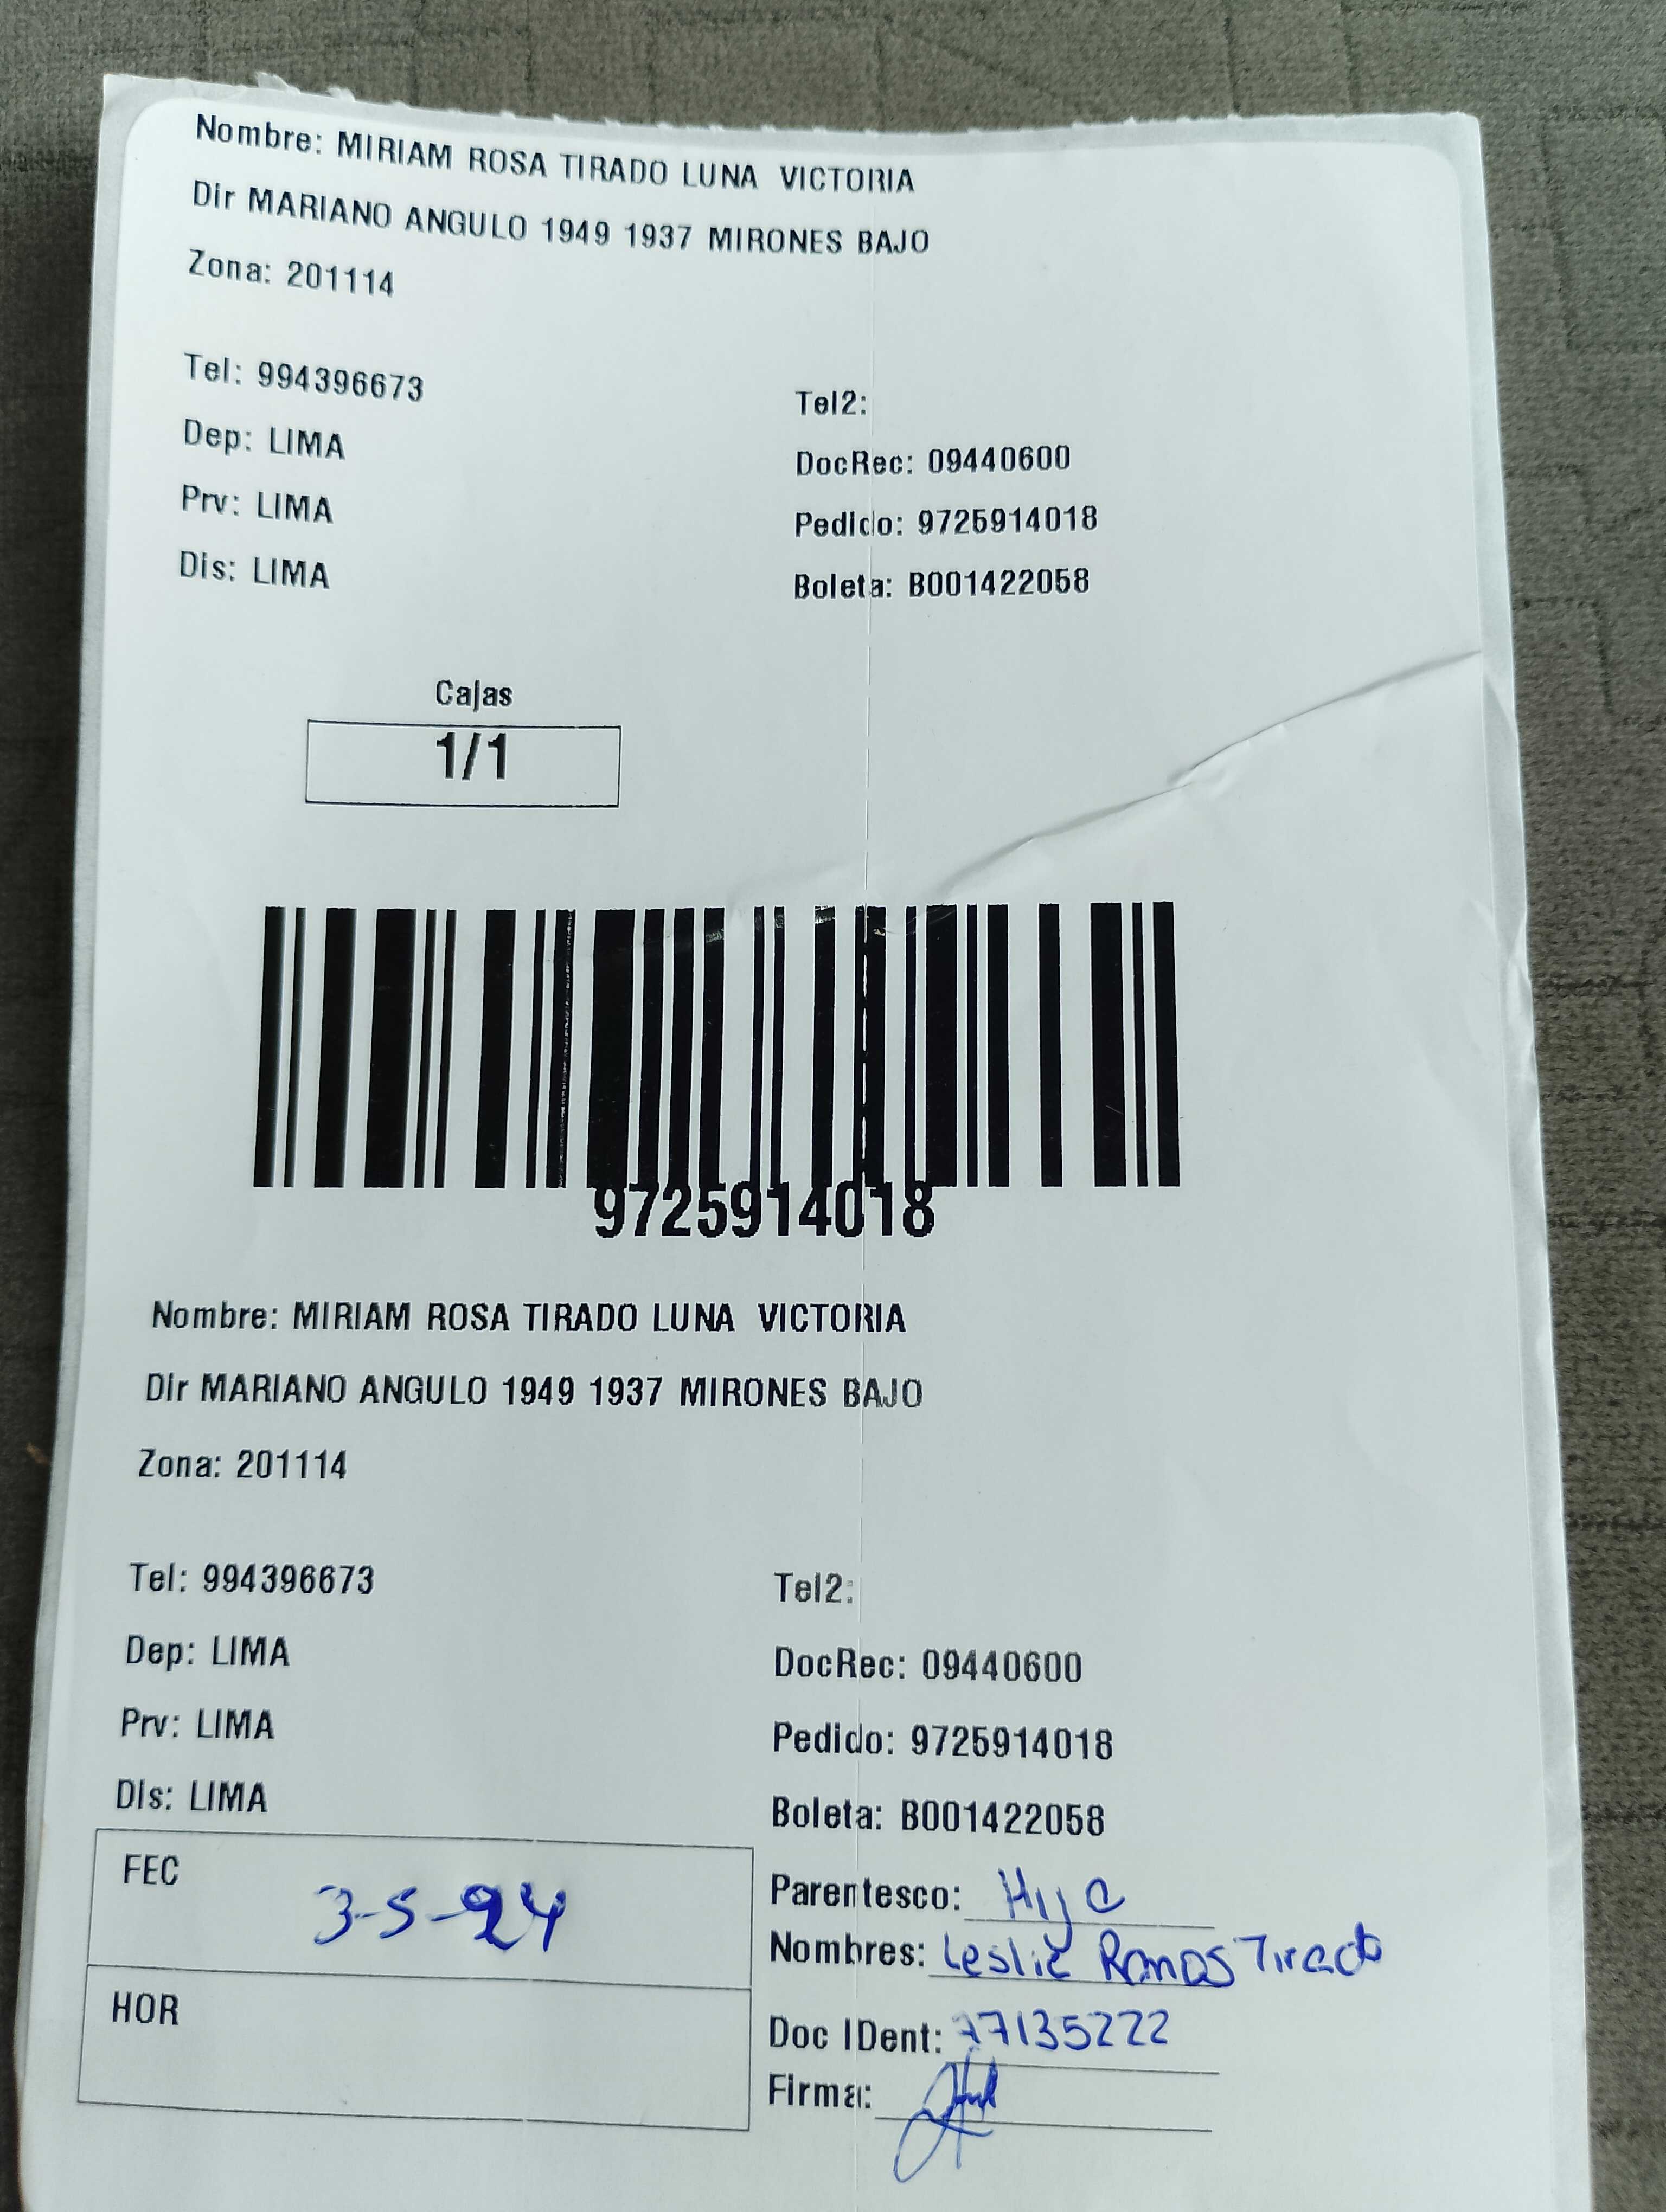 Nombre: MIRIAM ROSA TIRADO LUNA VICTORIA
Dir MARIANO ANGULO 1949 1937 MIRONES BAJO
Zona: 201114
Tel: 994396673
Tel2:
Dep: LIMA
DocRec: 09440600
Prv: LIMA
Pedido: 9725914018
Dis: LIMA
Boleta: B001422058
Cajas
1/1
9725914018
Nombre: MIRIAM ROSA TIRADO LUNA VICTORIA
Dir MARIANO ANGULO 1949 1937 MIRONES BAJO
Zona: 201114
Tel: 994396673
Tel2:
Dep: LIMA
DocRec: 09440600
Prv: LIMA
Pedido: 9725914018
Dis: LIMA
Boleta: B001422058
FEC
3-5-24
Parentesco: Hija
Nombres: Leslie Ramos Tirado
HOR
Doc IDent: 77135222
Firma: